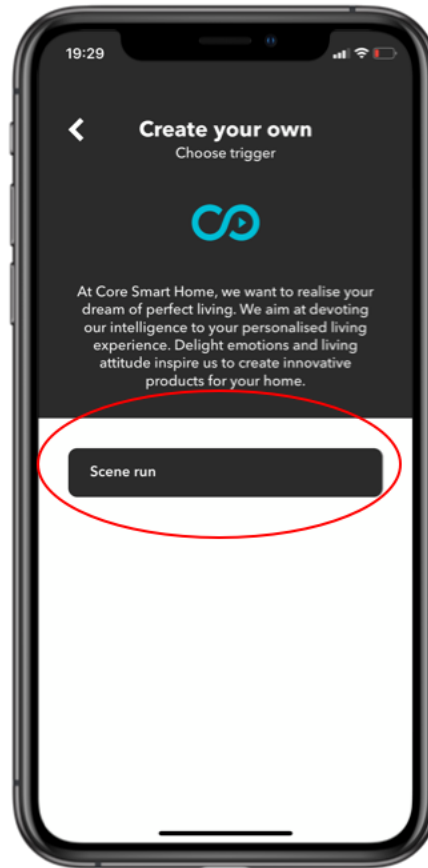 19:29
Create your own
Choose trigger
At Core Smart Home, we want to realise your
dream of perfect living. We aim at devoting
our intelligence to your personalised living
experience. Delight emotions and living
attitude inspire us to create innovative
products for your home.
Scene run